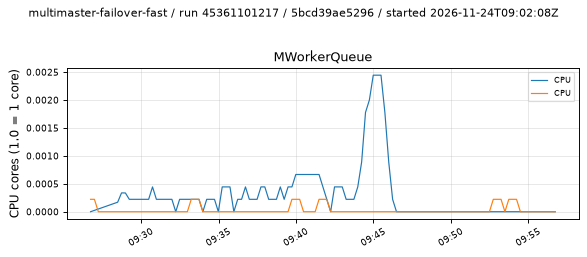 multimaster-failover-fast / run 45361101217 / 5bcd39ae5296 / started 2026-11-24T09:02:08Z
MWorkerQueue
CPU cores (1.0 = 1 core)
0.0025
0.0020
0.0015
0.0010
0.0005
0.0000
CPU
CPU
09:30
09:35
09:40
09:45
09:50
09:55